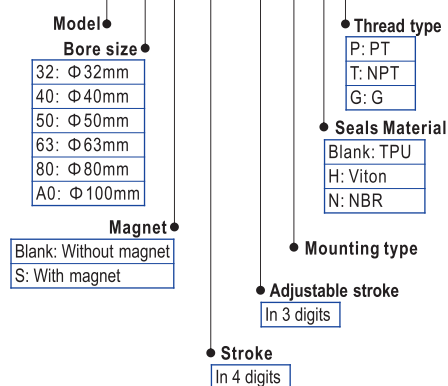 Model
Bore size
32: Φ32mm
40: Φ40mm
50: Φ50mm
63: Φ63mm
80: Φ80mm
A0: Φ100mm
Magnet
Blank: Without magnet
S: With magnet
Stroke
In 4 digits
Adjustable stroke
In 3 digits
Mounting type
Seals Material
Blank: TPU
H: Viton
N: NBR
Thread type
P: PT
T: NPT
G: G